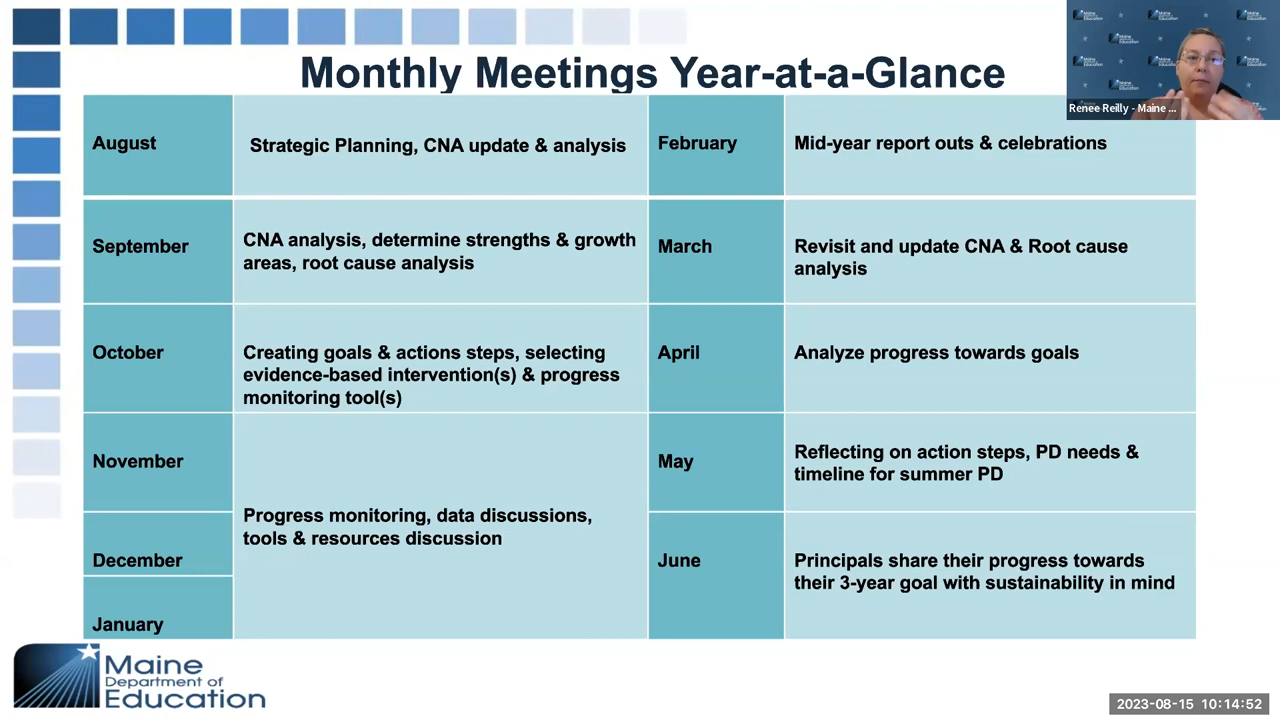 Monthly Meetings Year-at-a-Glance
August
Strategic Planning, CNA update & analysis
February
Mid-year report outs & celebrations
September
CNA analysis, determine strengths & growth
areas, root cause analysis
March
Revisit and update CNA & Root cause
analysis
October
Creating goals & actions steps, selecting
evidence-based intervention(s) & progress
monitoring tool(s)
April
Analyze progress towards goals
November
December
January
Progress monitoring, data discussions,
tools & resources discussion
May
Reflecting on action steps, PD needs &
timeline for summer PD
June
Principals share their progress towards
their 3-year goal with sustainability in mind
Maine
Department of
Education
Renee Reilly - Maine ...
2023-08-15 10:14:52